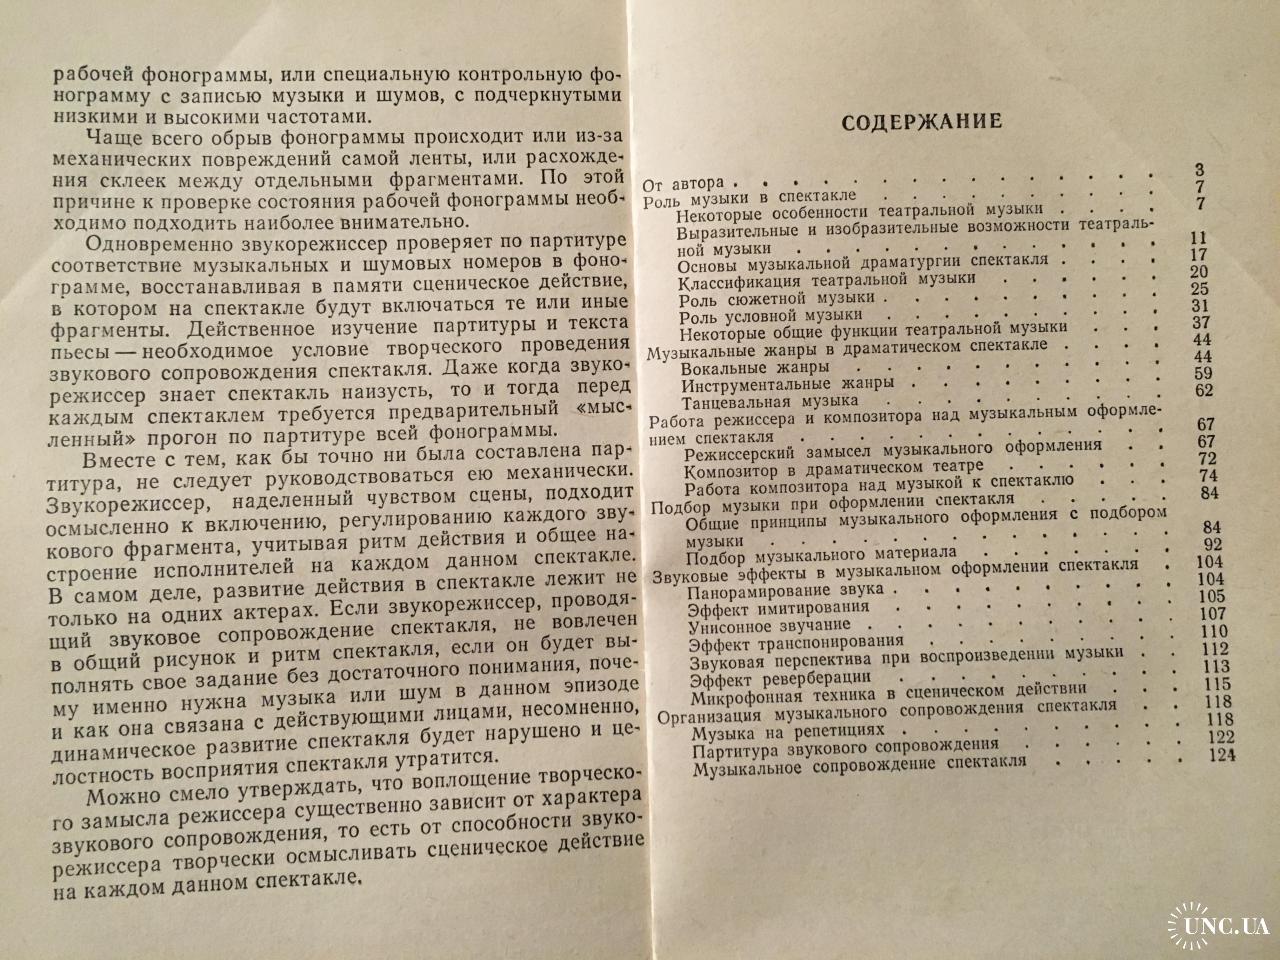 рабочей фонограммы, или специальную контрольную фо-
нограмму с записью музыки и шумов, с подчеркнутыми
низкими и высокими частотами.
Чаще всего обрыв фонограммы происходит или из-за
механических повреждений самой ленты, или расхожде-
ния склеек между отдельными фрагментами. По этой
причине к проверке состояния рабочей фонограммы необ-
ходимо подходить наиболее внимательно.
Одновременно звукорежиссер проверяет по партитуре
соответствие музыкальных и шумовых номеров в фоно-
грамме, восстанавливая в памяти сценическое действие,
в котором на спектакле будут включаться те или иные
фрагменты. Действенное изучение партитуры и текста
пьесы — необходимое условие творческого проведения
звукового сопровождения спектакля. Даже когда звуко-
режиссер знает спектакль наизусть, то и тогда перед
каждым спектаклем требуется предварительный «мыс-
ленный» прогон по партитуре всей фонограммы.
Вместе с тем, как бы точно ни была составлена пар-
титура, не следует руководствоваться ею механически.
Звукорежиссер, наделенный чувством сцены, подходит
осмысленно к включению, регулированию каждого зву-
кового фрагмента, учитывая ритм действия и общее на-
строение исполнителей на каждом данном спектакле.
В самом деле, развитие действия в спектакле лежит не
только на одних актерах. Если звукорежиссер, проводя-
щий звуковое сопровождение спектакля, не вовлечен
в общий рисунок и ритм спектакля, если он будет вы-
полнять свое задание без достаточного понимания, поче-
му именно нужна музыка или шум в данном эпизоде
и как она связана с действующими лицами, несомненно,
динамическое развитие спектакля будет нарушено и це-
лостность восприятия спектакля утратится.
Можно смело утверждать, что воплощение творческо-
го замысла режиссера существенно зависит от характера
звукового сопровождения, то есть от способности звуко-
режиссера творчески осмысливать сценическое действие
на каждом данном спектакле.
СОДЕРЖАНИЕ
От автора . . . . . . . . . . . . . 3
Роль музыки в спектакле . . . . . . . . . 7
Некоторые особенности театральной музыки . . . . 7
Выразительные и изобразительные возможности театраль-
ной музыки . . . . . . . . . . . 11
Основы музыкальной драматургии спектакля . . . . 17
Классификация театральной музыки . . . . . 20
Роль сюжетной музыки . . . . . . . . 25
Роль условной музыки . . . . . . . . 31
Некоторые общие функции театральной музыки . . . 37
Музыкальные жанры в драматическом спектакле . . . . 44
Вокальные жанры . . . . . . . . . 44
Инструментальные жанры . . . . . . . 59
Танцевальная музыка . . . . . . . . 62
Работа режиссера и композитора над музыкальным оформле-
нием спектакля . . . . . . . . . . . 67
Режиссерский замысел музыкального оформления . . 67
Композитор в драматическом театре . . . . . 72
Работа композитора над музыкой к спектаклю . . . 74
Подбор музыки при оформлении спектакля . . . . . 84
Общие принципы музыкального оформления с подбором
музыки . . . . . . . . . . . . 84
Подбор музыкального материала . . . . . . 92
Звуковые эффекты в музыкальном оформлении спектакля . 104
Панорамирование звука . . . . . . . . 104
Эффект имитирования . . . . . . . . 105
Унисонное звучание . . . . . . . . . 107
Эффект транспонирования . . . . . . . 110
Звуковая перспектива при воспроизведении музыки . . 112
Эффект реверберации . . . . . . . . 113
Микрофонная техника в сценическом действии . . . 115
Организация музыкального сопровождения спектакля . . 118
Музыка на репетициях . . . . . . . . 118
Партитура звукового сопровождения . . . . . 122
Музыкальное сопровождение спектакля . . . . 124
UNC.UA